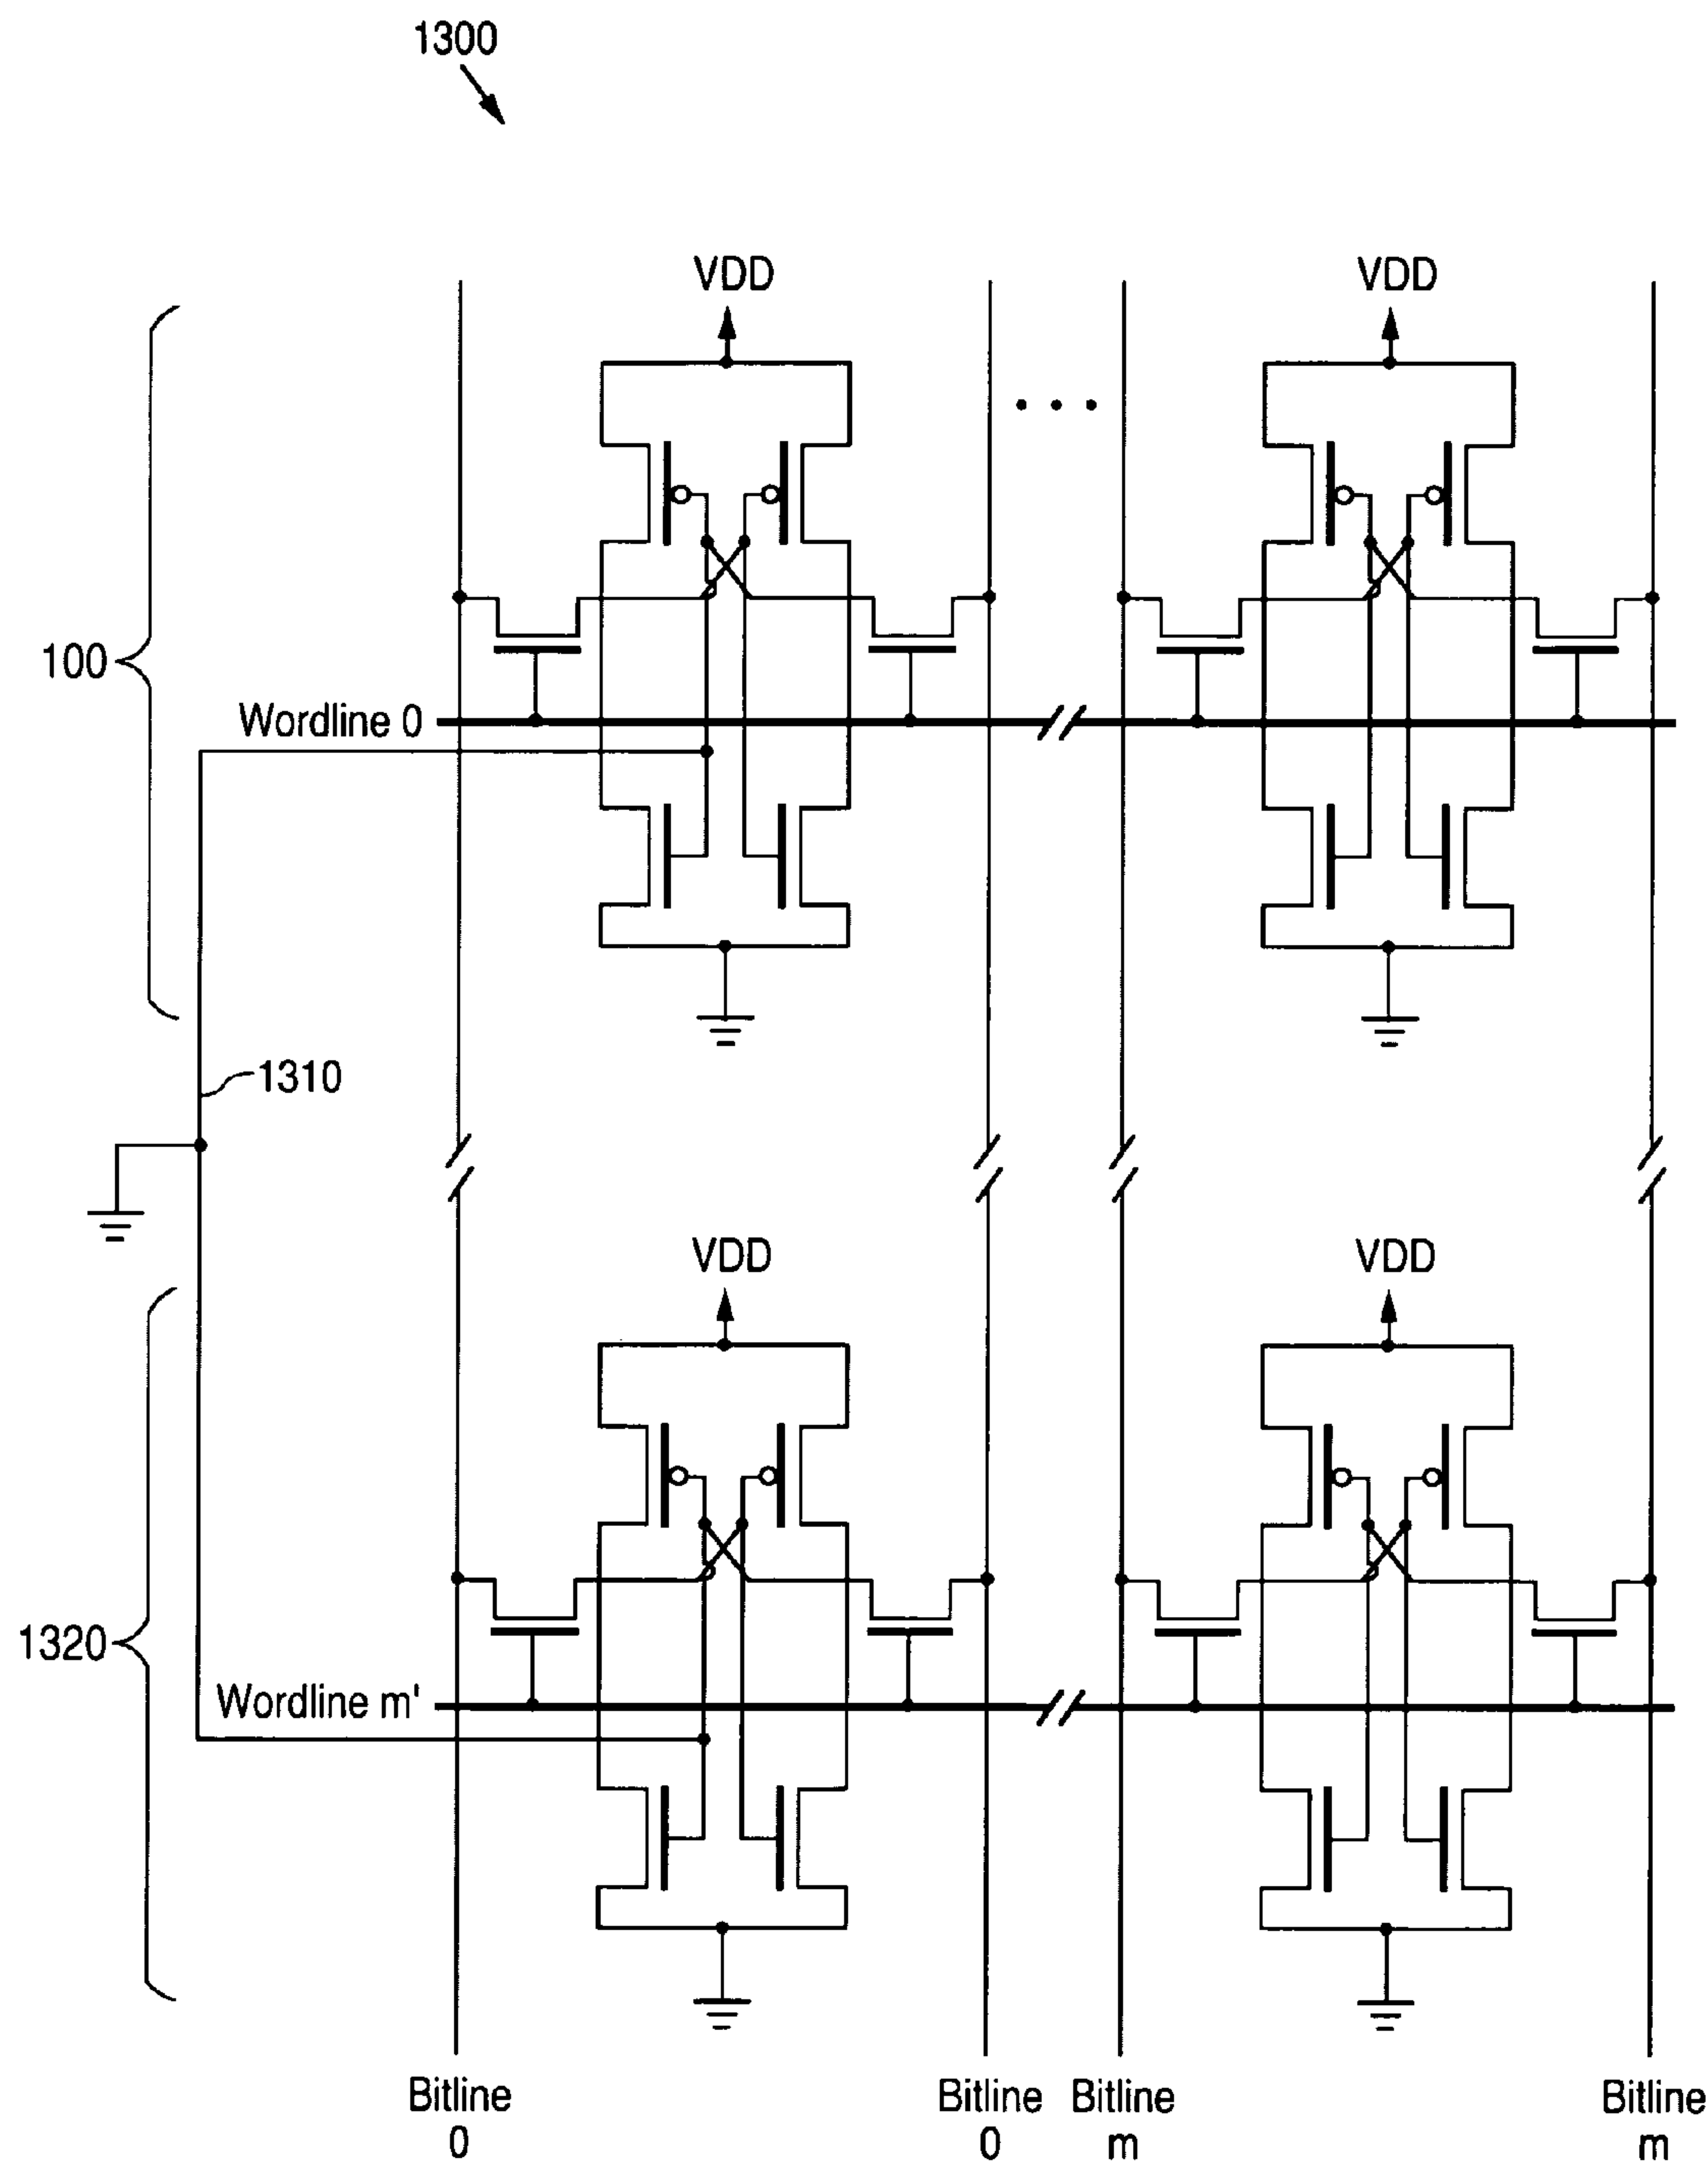 1300
VDD
VDD
100
Wordline 0
1310
VDD
VDD
1320
Wordline m'
Bitline
0
Bitline
0
Bitline
m
Bitline
m